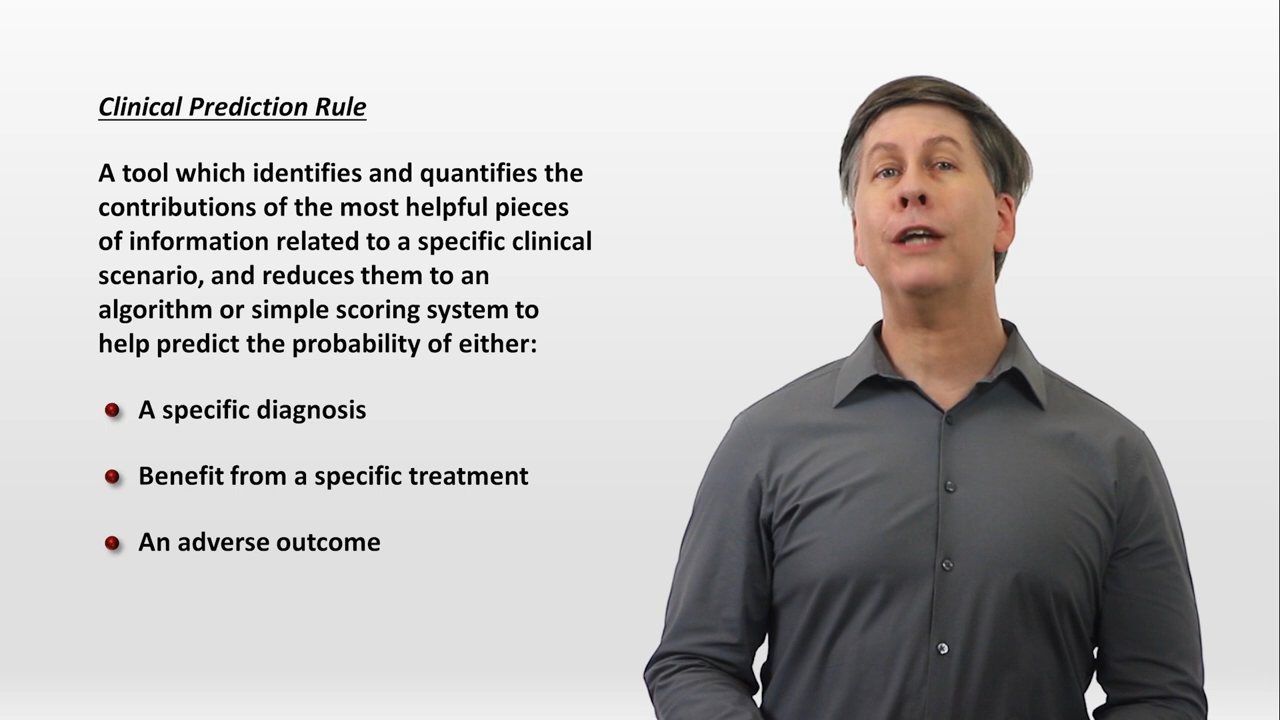 Clinical Prediction Rule
A tool which identifies and quantifies the
contributions of the most helpful pieces
of information related to a specific clinical
scenario, and reduces them to an
algorithm or simple scoring system to
help predict the probability of either:
A specific diagnosis
Benefit from a specific treatment
An adverse outcome